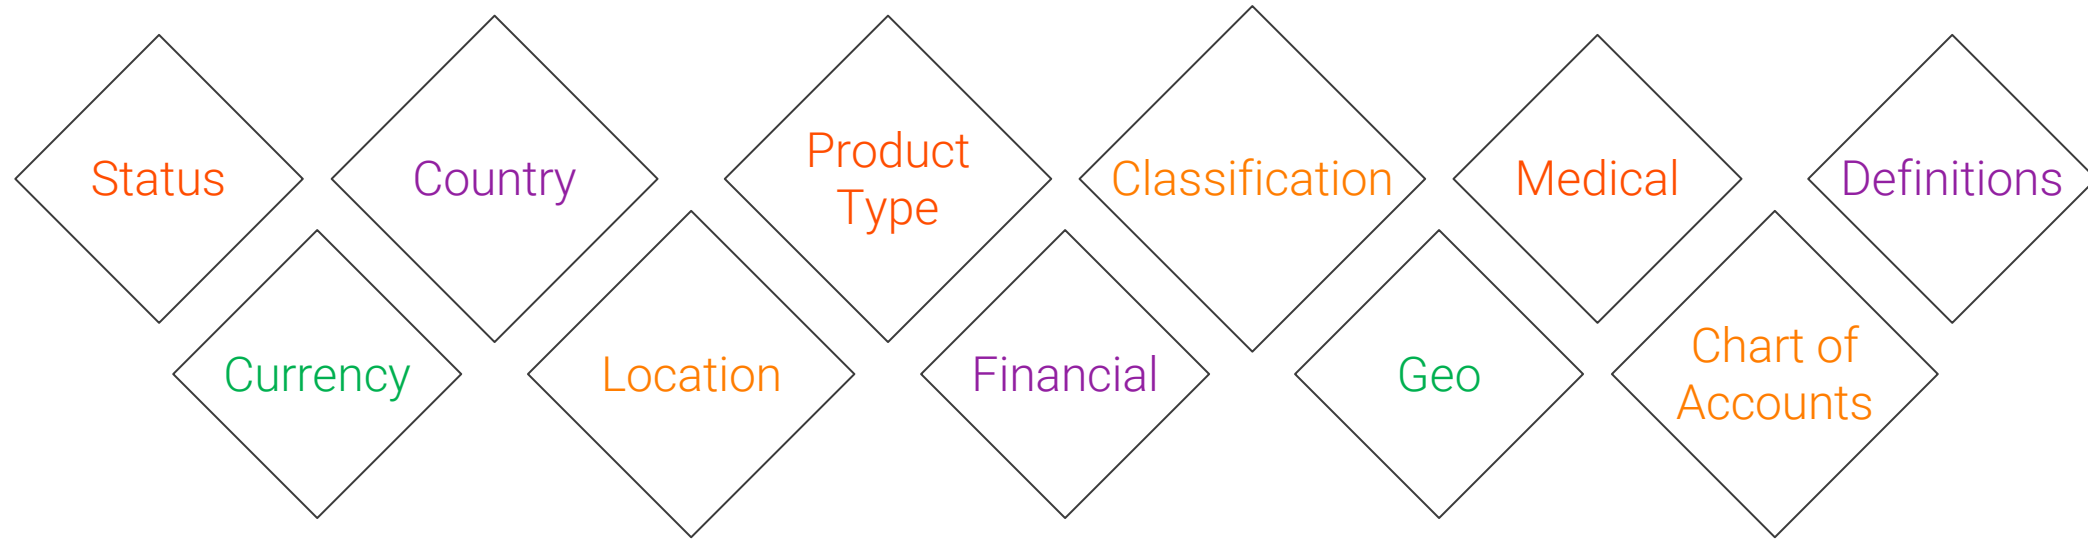 Status
Country
Product
Type
Classification
Medical
Definitions
Currency
Location
Financial
Geo
Chart of
Accounts